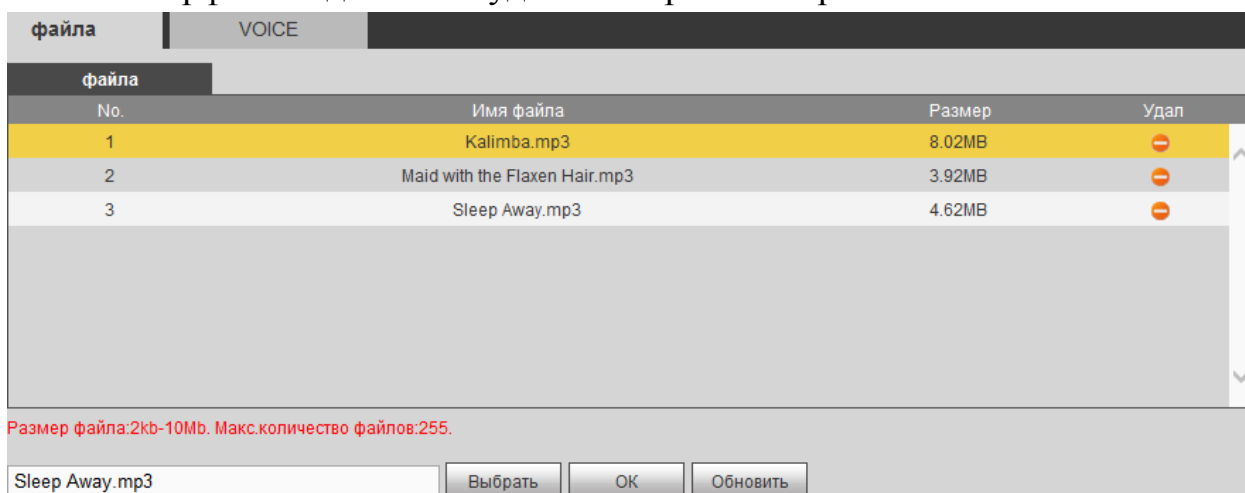 файла VOICE
файла
No. Имя файла Размер Удал
1 Kalimba.mp3 8.02MB
2 Maid with the Flaxen Hair.mp3 3.92MB
3 Sleep Away.mp3 4.62MB
Размер файла:2kb-10Mb. Макс.количество файлов:255.
Sleep Away.mp3 Выбрать OK Обновить